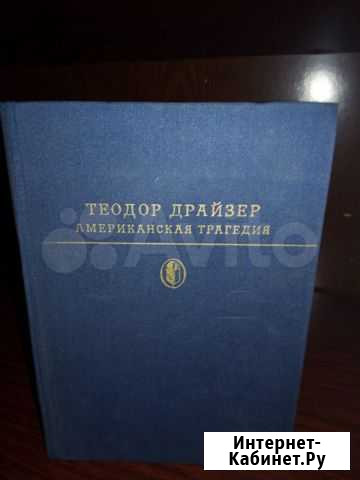 ТЕОДОР ДРАЙЗЕР
АМЕРИКАНСКАЯ ТРАГЕДИЯ
Avito
Интернет-
Кабинет.Ру